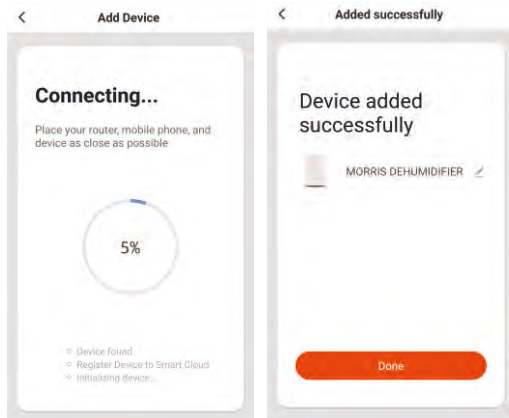 Add Device
Connecting...
Place your router, mobile phone, and
device as close as possible
5%
Device found
Register Device to Smart Cloud
Initializing device...
Added successfully
Device added
successfully
MORRIS DEHUMIDIFIER
Done